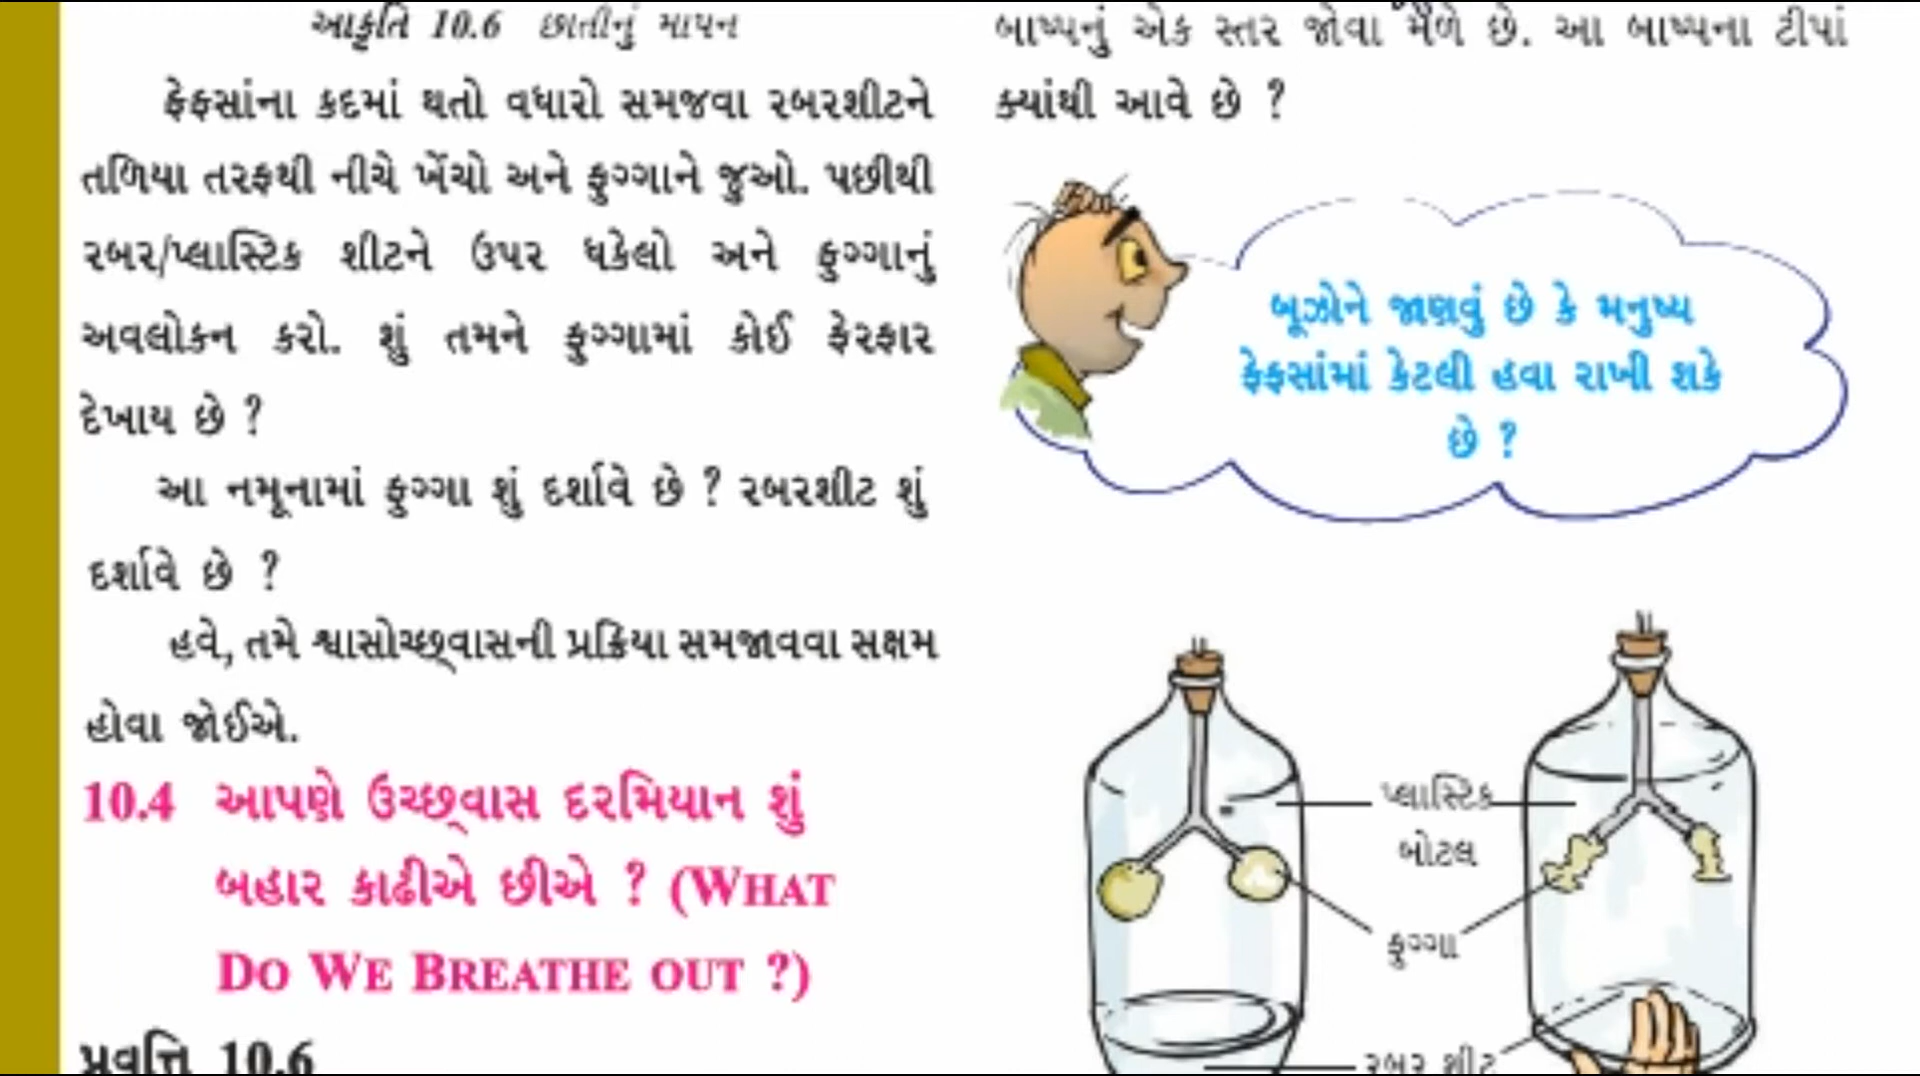 આકૃતિ 10.6 છાતીનું માપન
ફેફસાંના કદમાં થતો વધારો સમજવા રબરશીટને
તળિયા તરફથી નીચે ખેંચો અને ફુગ્ગાને જુઓ. પછીથી
રબર/પ્લાસ્ટિક શીટને ઉપર ધકેલો અને ફુગ્ગાનું
અવલોકન કરો. શું તમને ફુગ્ગામાં કોઈ ફેરફાર
દેખાય છે ?
આ નમૂનામાં ફુગ્ગા શું દર્શાવે છે ? રબરશીટ શું
દર્શાવે છે ?
હવે, તમે શ્વાસોચ્છ્વાસની પ્રક્રિયા સમજાવવા સક્ષમ
હોવા જોઈએ.
10.4 આપણે ઉચ્છ્વાસ દરમિયાન શું
બહાર કાઢીએ છીએ ? (WHAT
DO WE BREATHE OUT ?)
પ્રવૃત્તિ 10.6
બાષ્પનું એક સ્તર જોવા મળે છે. આ બાષ્પના ટીપાં
ક્યાંથી આવે છે ?
બૂઝોને જાણવું છે કે મનુષ્ય
ફેફસાંમાં કેટલી હવા રાખી શકે
છે ?
પ્લાસ્ટિક
બોટલ
ફુગ્ગા
રબર શીટ